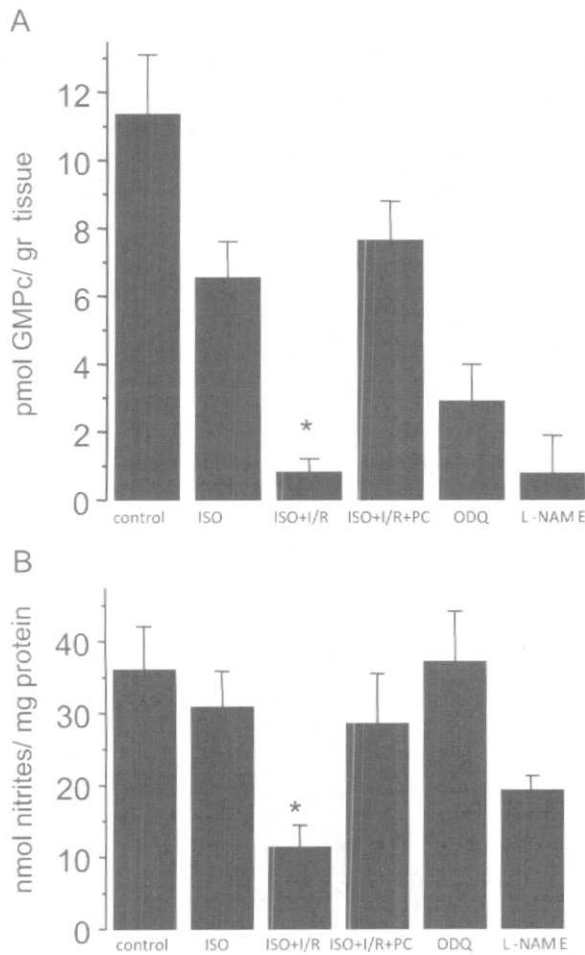 A
pmol GMPc/ gr tissue
12
10
8
6
4
2
0
*
control ISO ISO+I/R ISO+I/R+PC ODQ L-NAME
B
nmol nitrites/ mg protein
40
30
20
10
0
*
control ISO ISO+I/R ISO+I/R+PC ODQ L-NAME